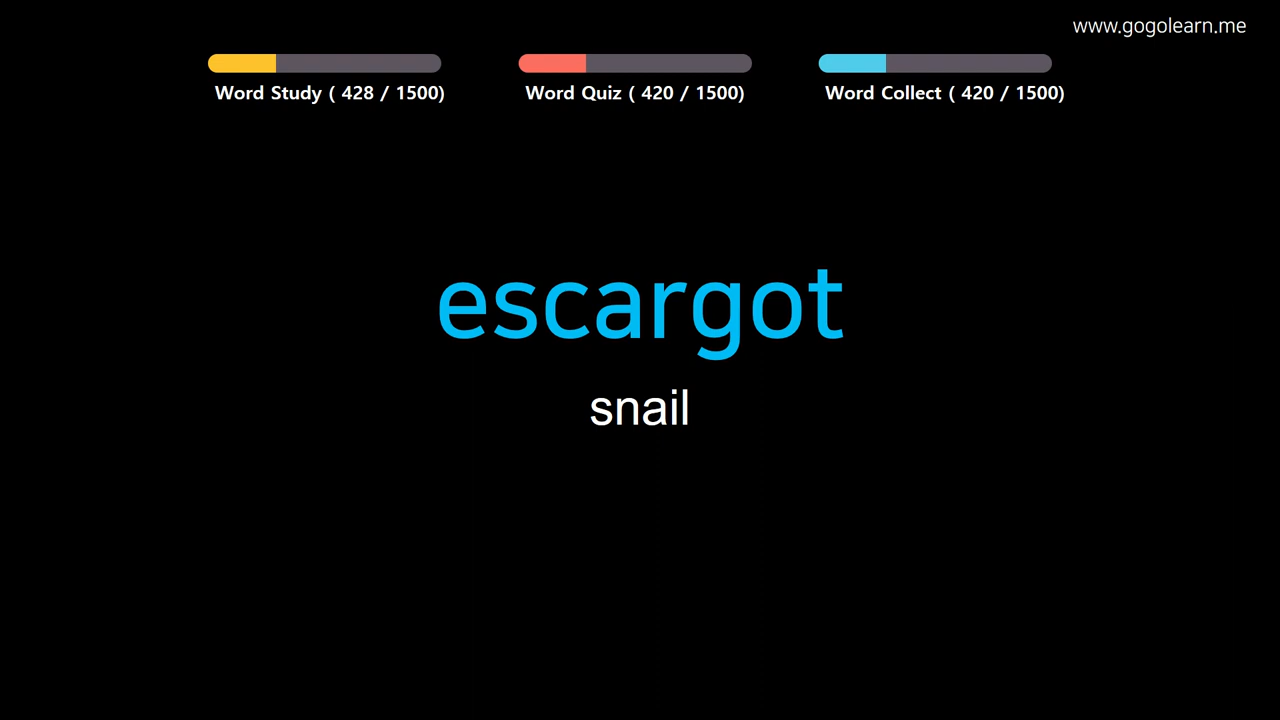 www.gogolearn.me
Word Study ( 428 / 1500)
Word Quiz ( 420 / 1500)
Word Collect ( 420 / 1500)
escargot
snail